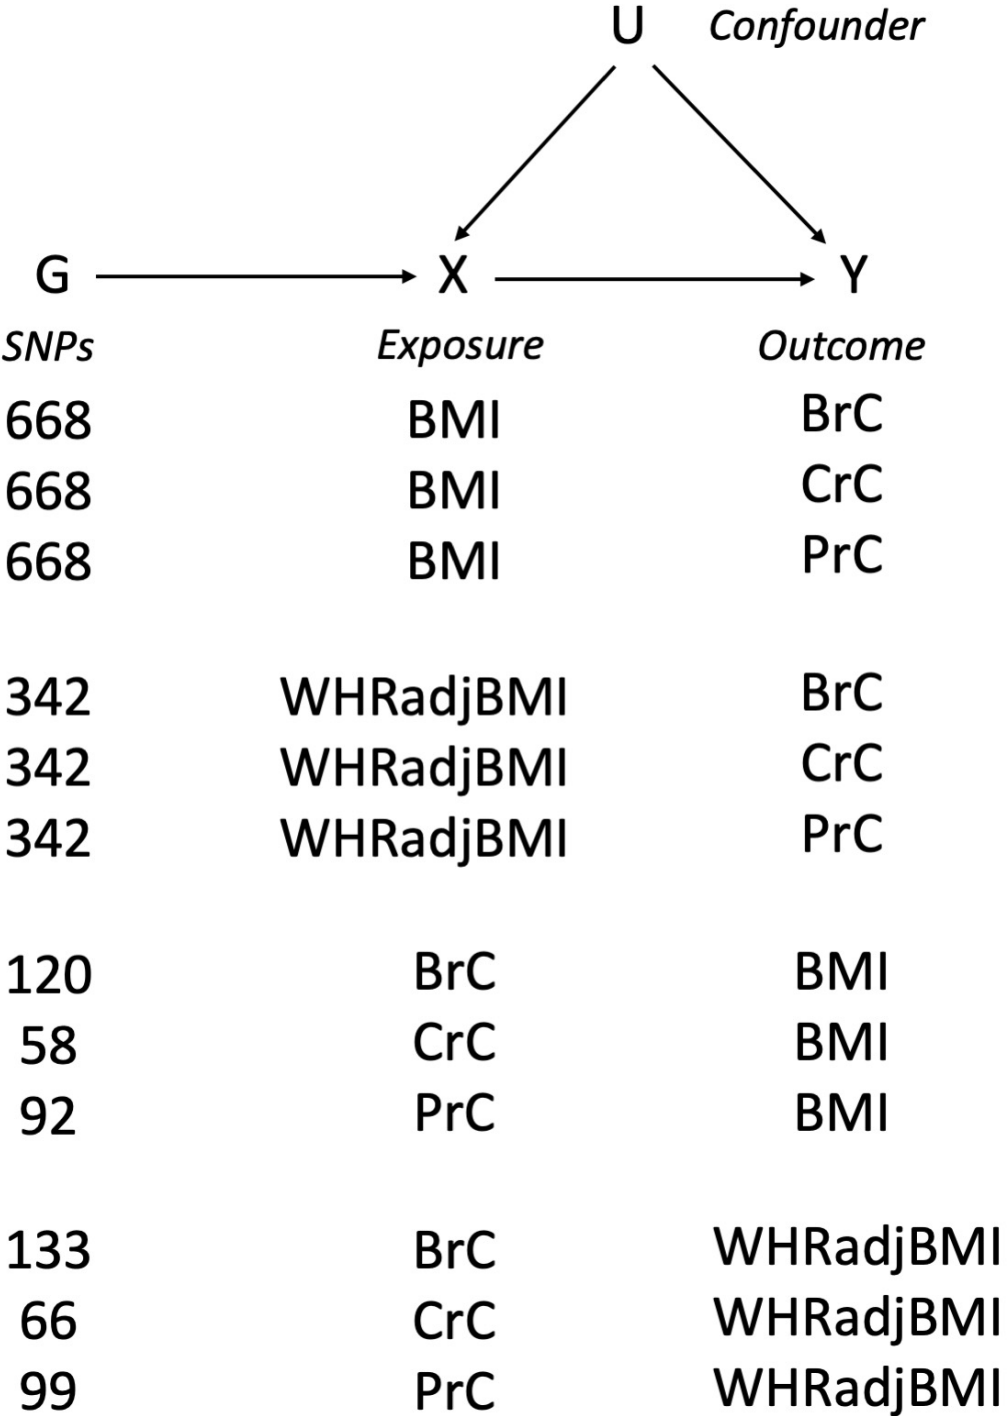 U Confounder
G X Y
SNPs Exposure Outcome
668 BMI BrC
668 BMI CrC
668 BMI PrC
342 WHRadjBMI BrC
342 WHRadjBMI CrC
342 WHRadjBMI PrC
120 BrC BMI
58 CrC BMI
92 PrC BMI
133 BrC WHRadjBMI
66 CrC WHRadjBMI
99 PrC WHRadjBMI